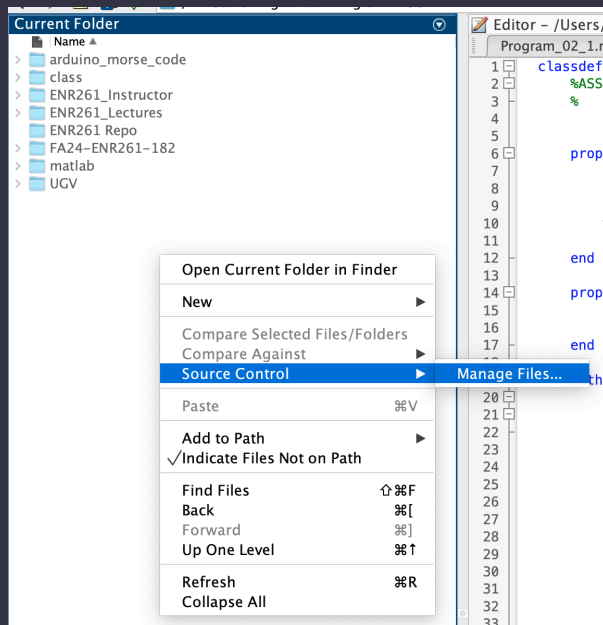 Current Folder
Name
arduino_morse_code
class
ENR261_Instructor
ENR261_Lectures
ENR261 Repo
FA24-ENR261-182
matlab
UGV
Open Current Folder in Finder
New
Compare Selected Files/Folders
Compare Against
Source Control
Manage Files...
Paste ⌘V
Add to Path
✓Indicate Files Not on Path
Find Files ⇧⌘F
Back ⌘[
Forward ⌘]
Up One Level ⌘↑
Refresh ⌘R
Collapse All
Editor – /Users/
Program_02_1.
1 classdef
2 %ASS
3 %
4
5
6 prop
7
8
9
10
11
12 end
13
14 prop
15
16
17 end
20
21
22
23
24
25
26
27
28
29
30
31
32
33